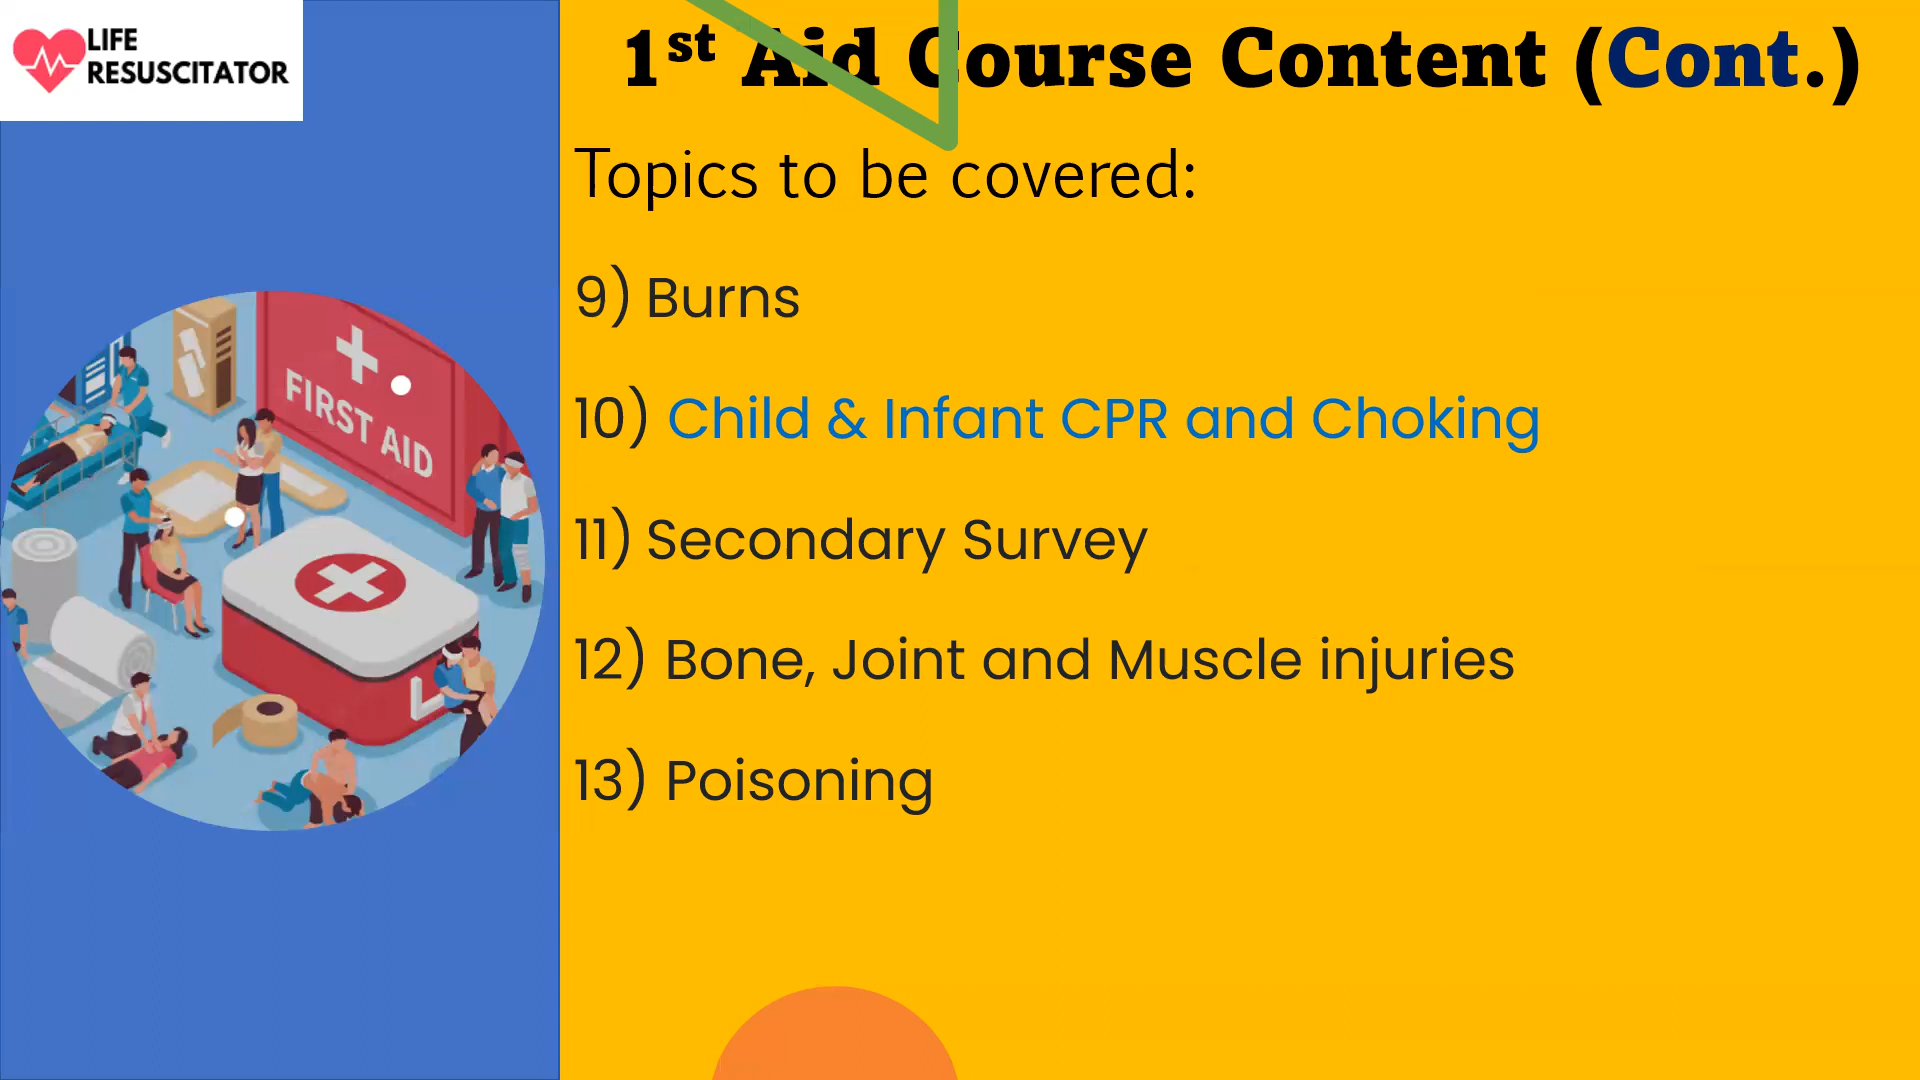 LIFE
RESUSCITATOR
1st Aid Course Content (Cont.)
Topics to be covered:
9) Burns
10) Child & Infant CPR and Choking
11) Secondary Survey
12) Bone, Joint and Muscle injuries
13) Poisoning
FIRST AID